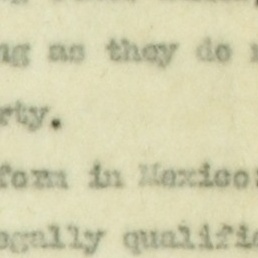 ng as they do
rty.
form in Mexico:
egally qualifie